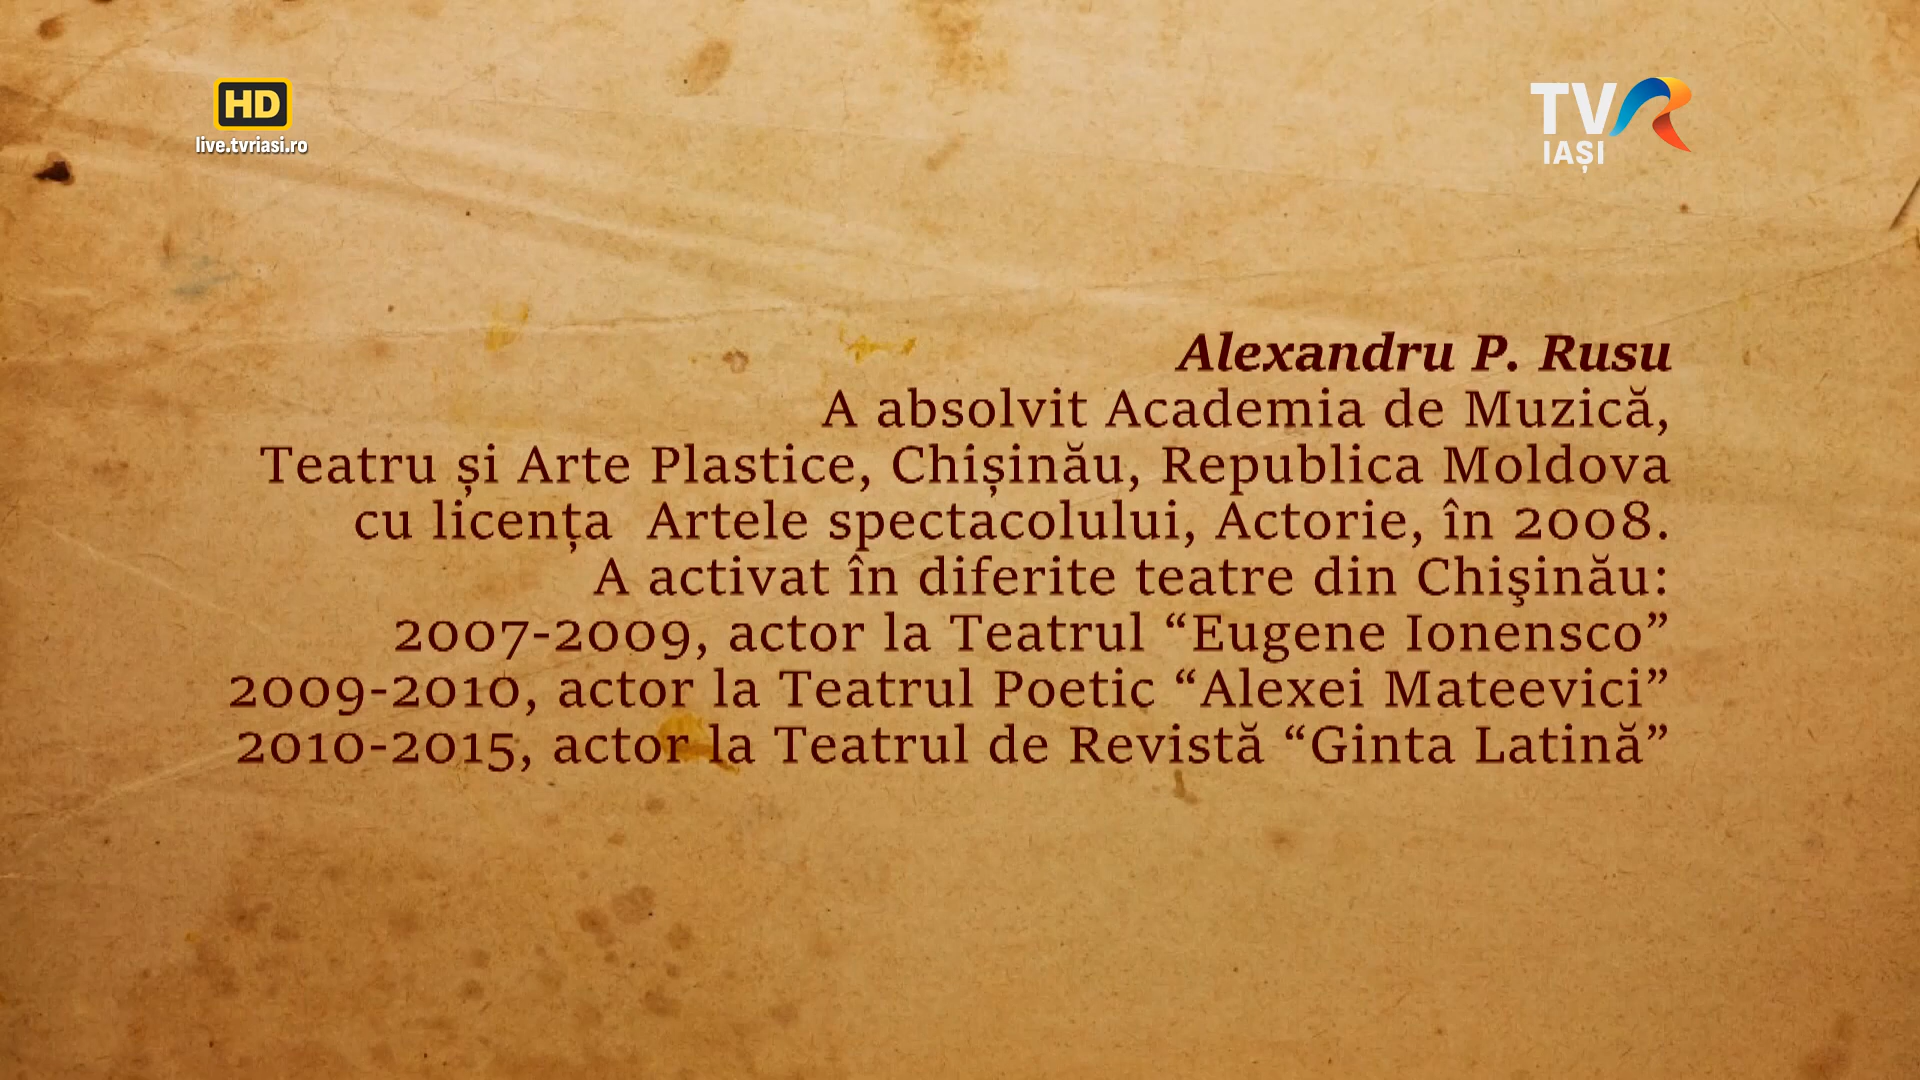 HD
live.tvriasi.ro
TVR
IAȘI
Alexandru P. Rusu
A absolvit Academia de Muzică,
Teatru și Arte Plastice, Chișinău, Republica Moldova
cu licența  Artele spectacolului, Actorie, în 2008.
A activat în diferite teatre din Chişinău:
2007-2009, actor la Teatrul “Eugene Ionensco”
2009-2010, actor la Teatrul Poetic “Alexei Mateevici”
2010-2015, actor la Teatrul de Revistă “Ginta Latină”